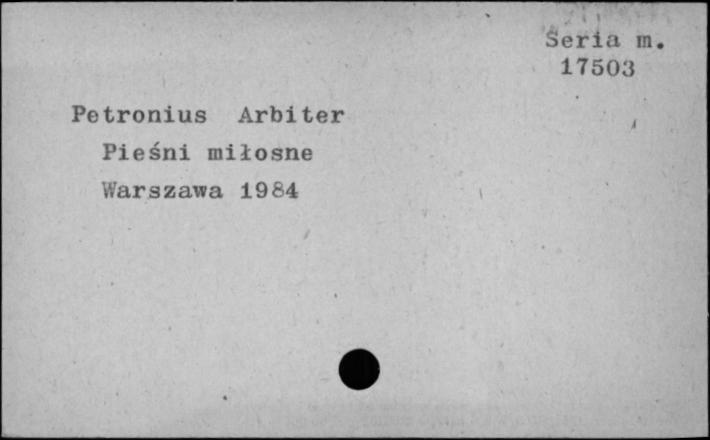 Seria m.
17503
Petronius Arbiter
Pieśni miłosne
Warszawa 1984